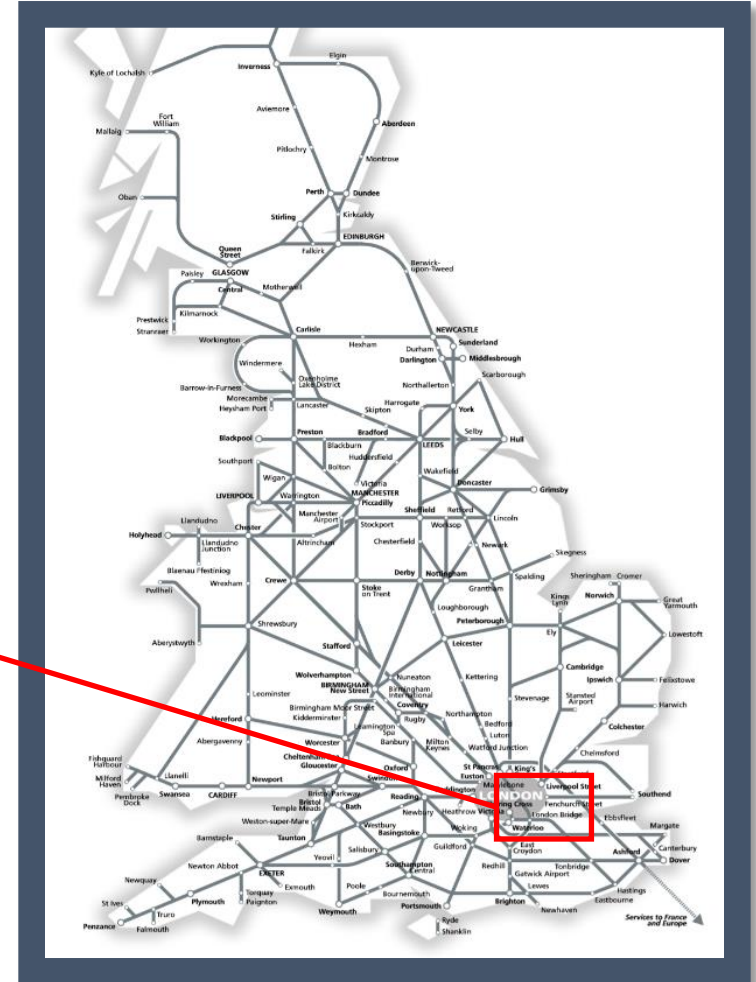 Elgin
Inverness
Kyle of Lochalsh
Aviemore
Fort
William
Aberdeen
Mallaig
Pitlochry
Montrose
Perth
Dundee
Oban
Kirkcaldy
Stirling
EDINBURGH
Queen
Street
Falkirk
Berwick-
upon-Tweed
Paisley
GLASGOW
Central
Motherwell
Prestwick
Kilmarnock
Stranraer
Carlisle
NEWCASTLE
Workington
Hexham
Sunderland
Durham
Darlington
Middlesbrough
Windermere
Scarborough
Oxenholme
Lake District
Barrow-in-Furness
Northallerton
Morecambe
Harrogate
Heysham Port
Lancaster
Skipton
York
Blackpool
Preston
Bradford
LEEDS
Selby
Hull
Blackburn
Huddersfield
Southport
Bolton
Wakefield
Wigan
Victoria
Doncaster
LIVERPOOL
Warrington
MANCHESTER
Piccadilly
Grimsby
Manchester
Airport
Sheffield
Retford
Llandudno
Stockport
Worksop
Lincoln
Holyhead
Chester
Llandudno
Junction
Altrincham
Chesterfield
Newark
Skegness
Blaenau Ffestiniog
Derby
Nottingham
Spalding
Sheringham
Cromer
Pwllheli
Wrexham
Crewe
Stoke
on Trent
Grantham
Kings
Lynn
Norwich
Great
Yarmouth
Loughborough
Shrewsbury
Peterborough
Ely
Lowestoft
Aberystwyth
Stafford
Leicester
Wolverhampton
Cambridge
BIRMINGHAM
New Street
Nuneaton
Kettering
Birmingham
International
Ipswich
Felixstowe
Leominster
Coventry
Stevenage
Stansted
Airport
Harwich
Birmingham Moor Street
Kidderminster
Rugby
Northampton
Hereford
Leamington
Spa
Bedford
Colchester
Abergavenny
Worcester
Banbury
Milton
Keynes
Luton
Watford Junction
Chelmsford
Fishguard
Harbour
Cheltenham
Gloucester
Oxford
St Pancras
King's
Euston
Milford
Haven
Llanelli
Newport
Swindon
Liverpool Street
Pembroke
Dock
Swansea
CARDIFF
Bristol Parkway
Reading
LONDON
Southend
Bristol
Temple Meads
Bath
Newbury
Heathrow
Victoria
Fenchurch Street
London Bridge
Ebbsfleet
Weston-super-Mare
Westbury
Basingstoke
Woking
Waterloo
Margate
Barnstaple
Taunton
Salisbury
Guildford
East
Croydon
Canterbury
Newton Abbot
Yeovil
Southampton
Central
Redhill
Gatwick Airport
Tonbridge
Ashford
Dover
EXETER
Newquay
Exmouth
Poole
Lewes
Hastings
Torquay
Bournemouth
Eastbourne
St Ives
Plymouth
Paignton
Weymouth
Portsmouth
Brighton
Newhaven
Truro
Penzance
Falmouth
Ryde
Shanklin
Services to France
and Europe